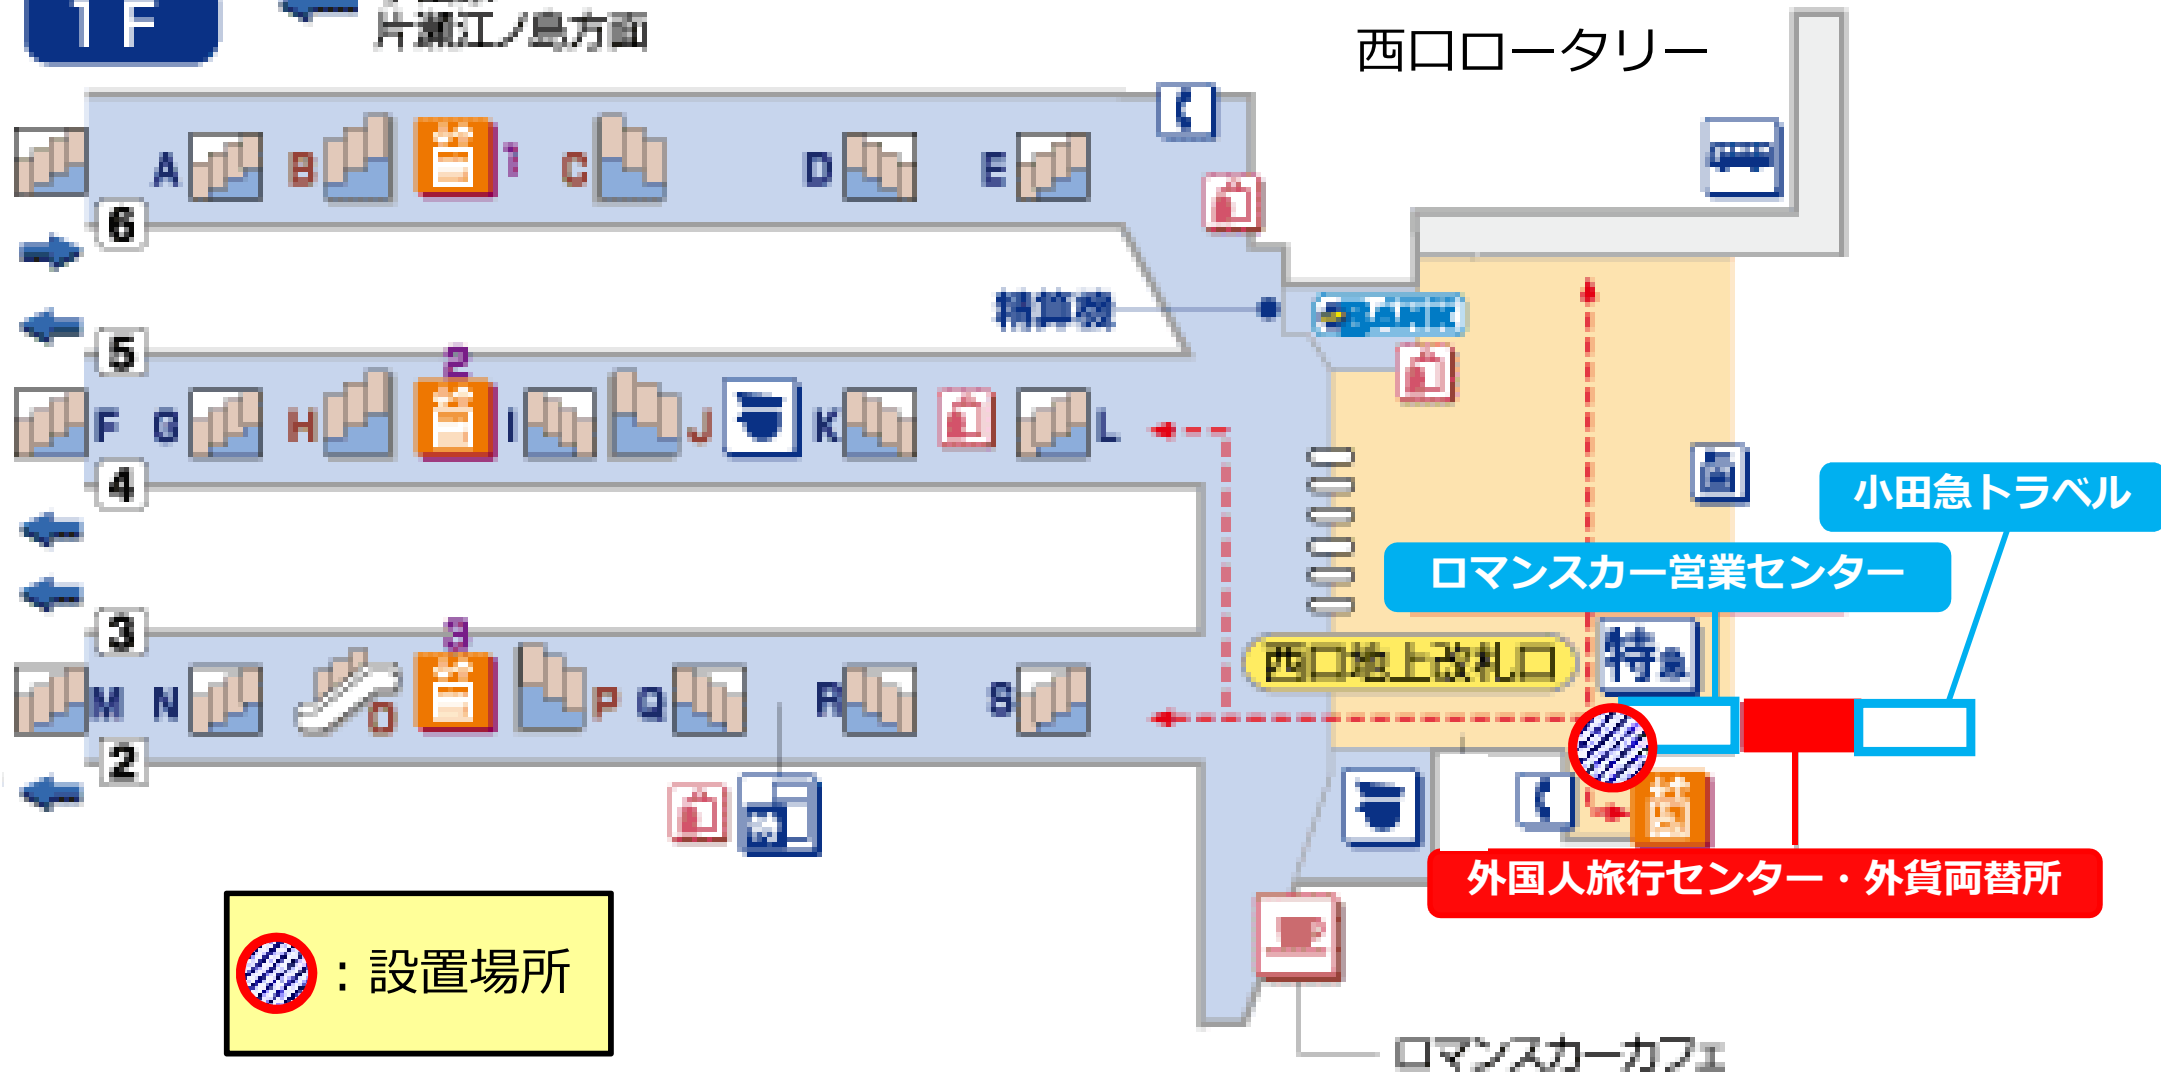 1F
片瀬江ノ島方面
西口ロータリー
A
B
1
C
D
E
6
精算機
BANK
5
2
F
G
H
I
J
K
L
4
小田急トラベル
ロマンスカー営業センター
3
3
西口地上改札口
特急
M
N
O
P
Q
R
S
2
外国人旅行センター・外貨両替所
：設置場所
ロマンスカーカフェ